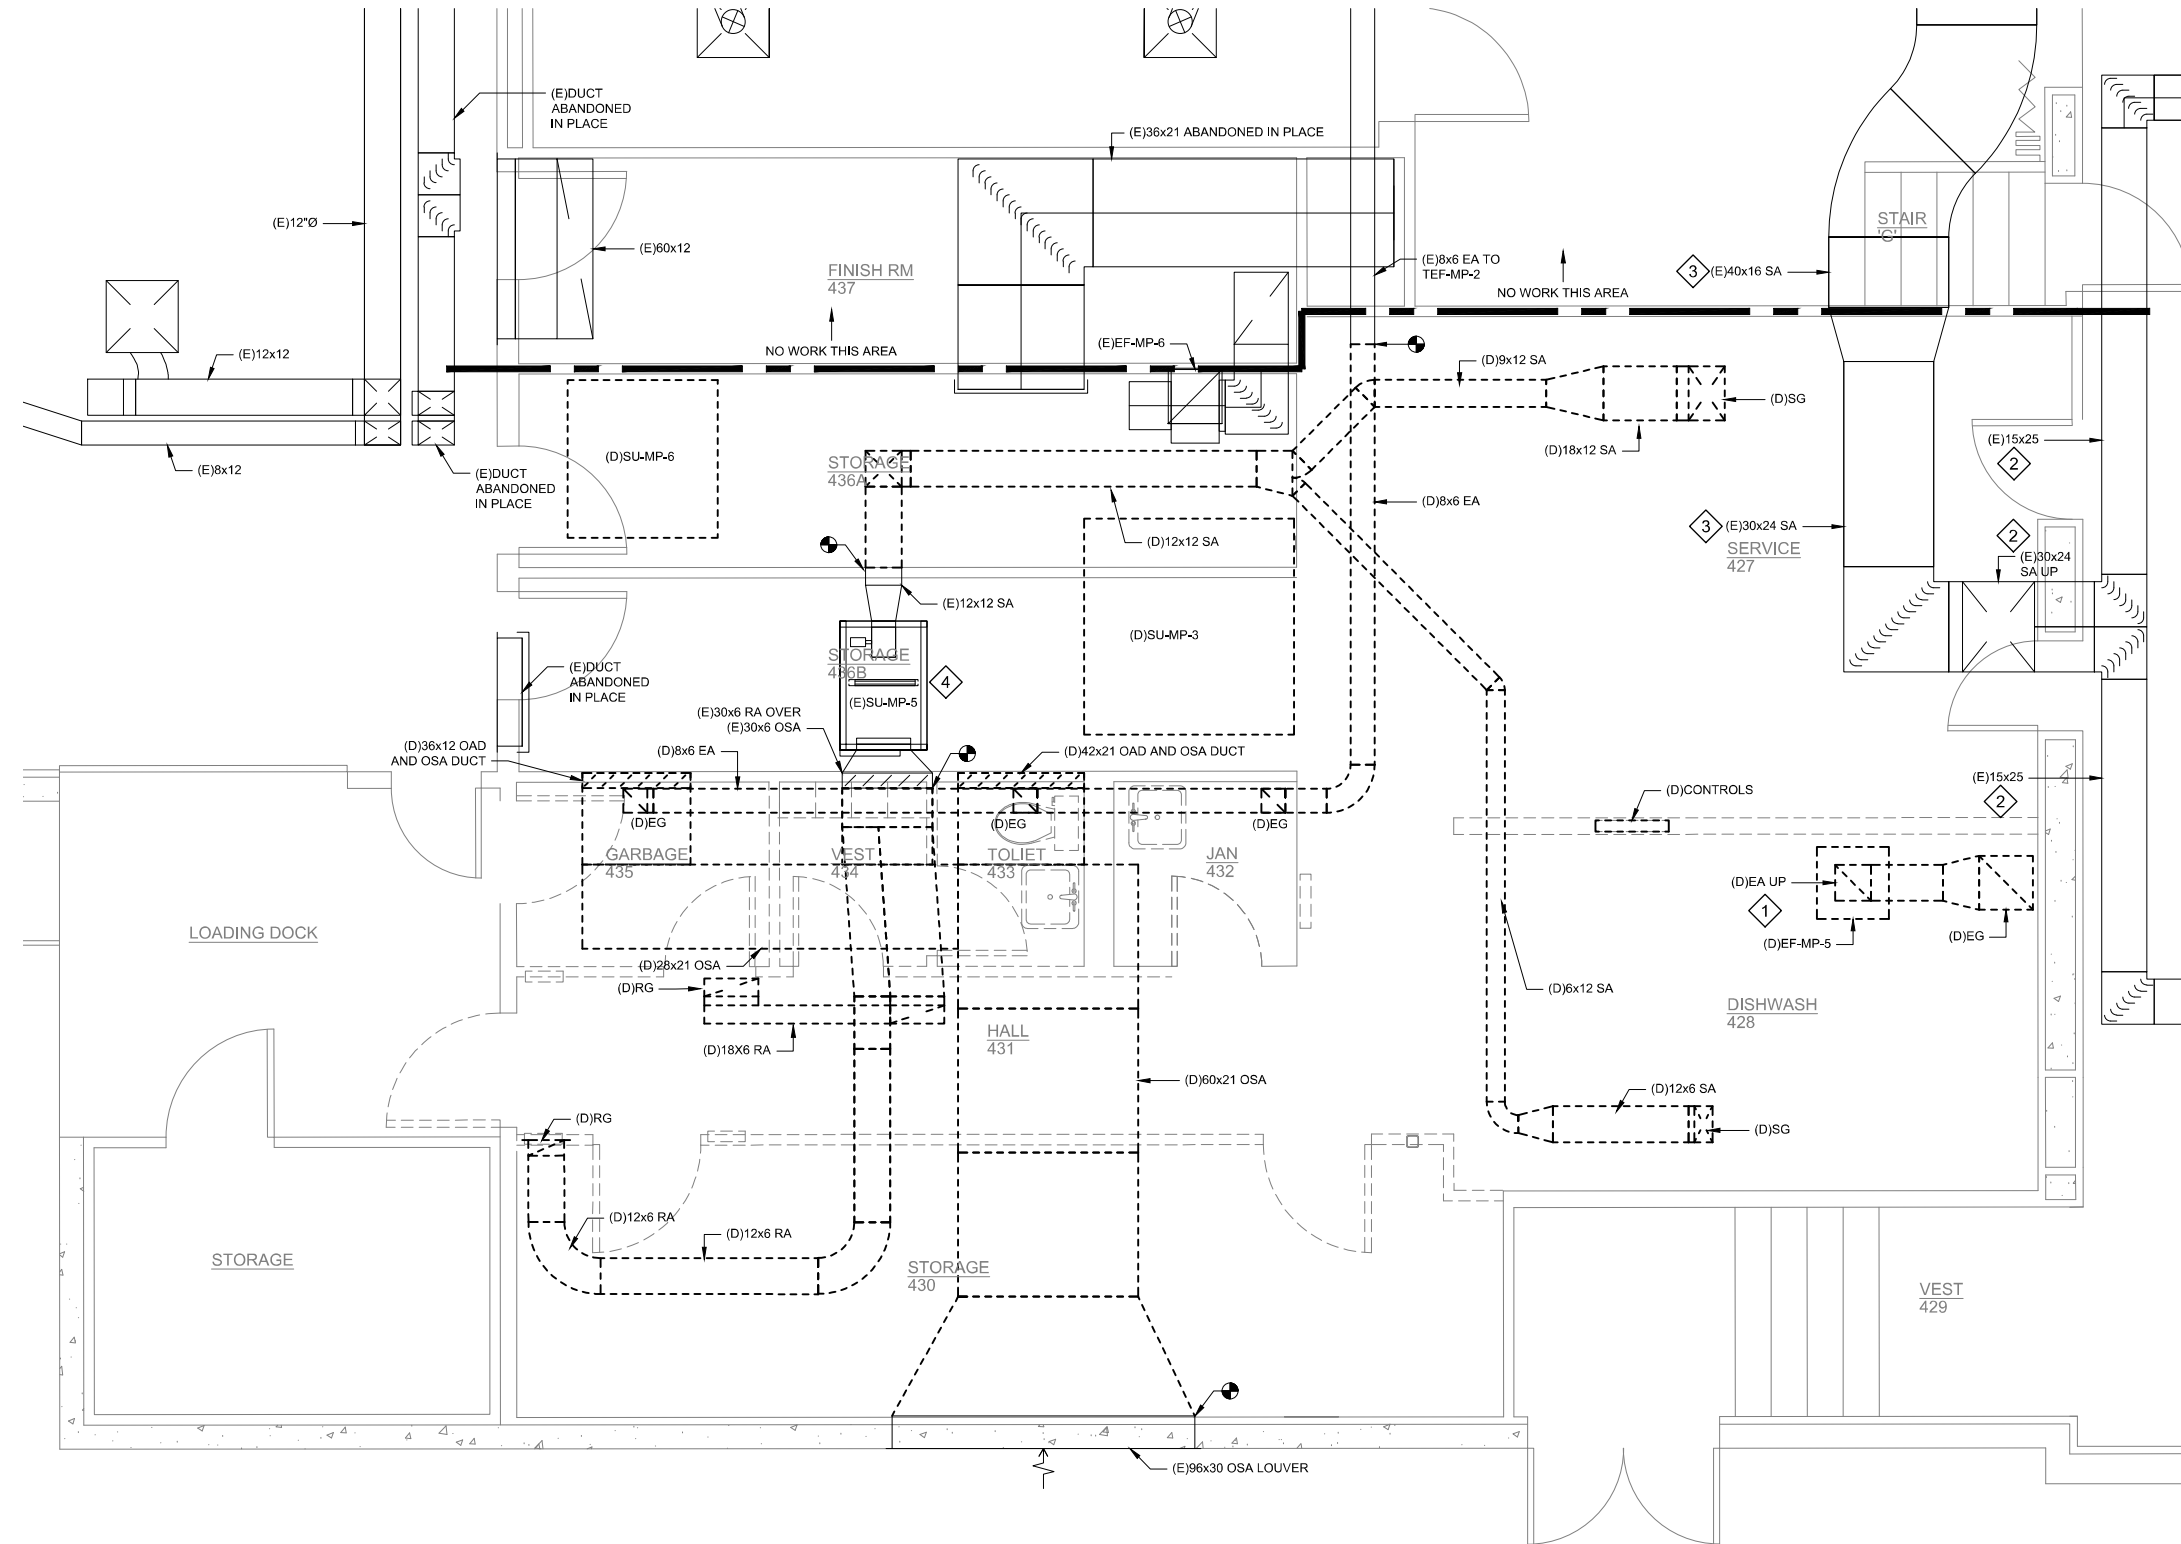 (E)DUCT
ABANDONED
IN PLACE
(E)36x21 ABANDONED IN PLACE
(E)12"Ø
(E)60x12
FINISH RM
437
(E)8x6 EA TO
TEF-MP-2
STAIR
'C'
3
(E)40x16 SA
NO WORK THIS AREA
NO WORK THIS AREA
(E)EF-MP-6
(E)12x12
(D)9x12 SA
(D)SG
(E)15x25
2
(D)18x12 SA
(D)SU-MP-6
STORAGE
436A
(E)8x12
(E)DUCT
ABANDONED
IN PLACE
(D)8x6 EA
3
(E)30x24 SA
SERVICE
427
2
(E)30x24
SA UP
(D)12x12 SA
(E)12x12 SA
(D)SU-MP-3
STORAGE
436B
(E)DUCT
ABANDONED
IN PLACE
4
(E)SU-MP-5
(E)30x6 RA OVER
(E)30x6 OSA
(D)36x12 OAD
AND OSA DUCT
(D)8x6 EA
(D)42x21 OAD AND OSA DUCT
(E)15x25
2
(D)CONTROLS
(D)EG
(D)EG
(D)EG
GARBAGE
435
VEST
434
TOLIET
433
JAN
432
(D)EA UP
1
(D)EF-MP-5
(D)EG
LOADING DOCK
(D)28x21 OSA
(D)RG
(D)6x12 SA
DISHWASH
428
(D)18X6 RA
HALL
431
(D)60x21 OSA
(D)12x6 SA
(D)RG
(D)SG
(D)12x6 RA
(D)12x6 RA
STORAGE
STORAGE
430
VEST
429
(E)96x30 OSA LOUVER